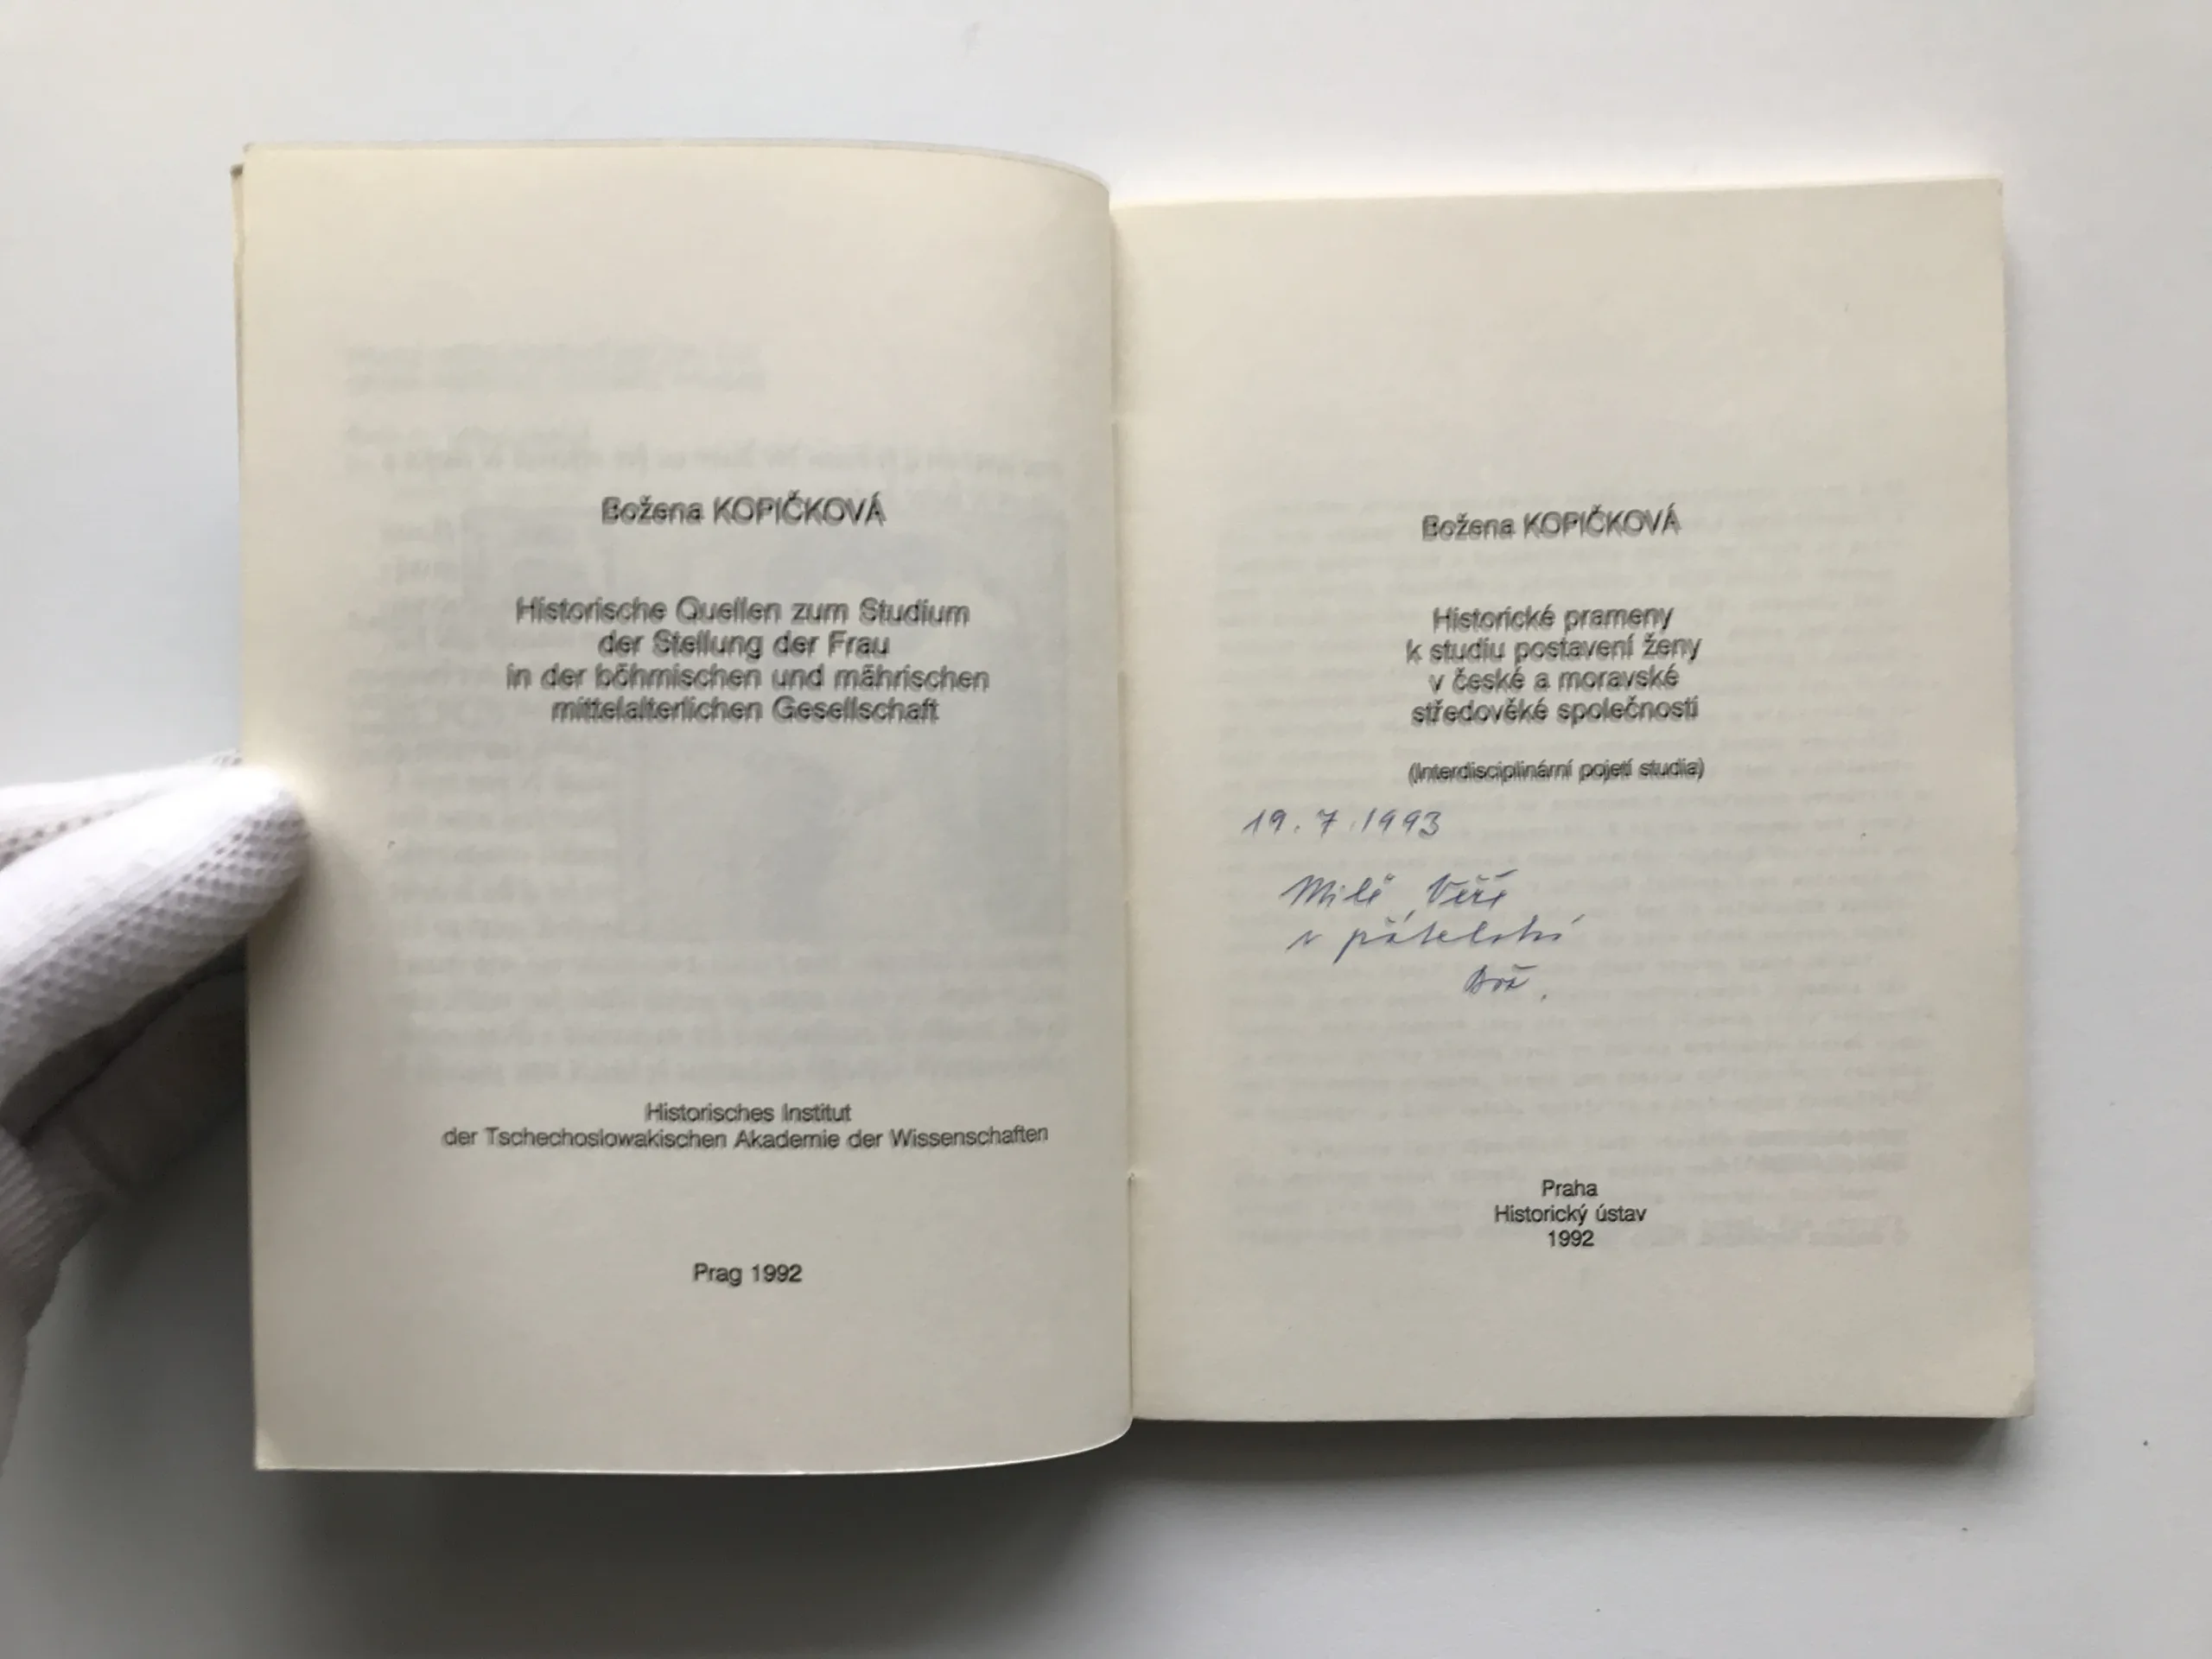 Božena KOPIČKOVÁ
Historische Quellen zum Studium
der Stellung der Frau
in der böhmischen und mährischen
mittelalterlichen Gesellschaft
Historisches Institut
der Tschechoslowakischen Akademie der Wissenschaften
Prag 1992
Božena KOPIČKOVÁ
Historické prameny
k studiu postavení ženy
v české a moravské
středověké společnosti
(Interdisciplinární pojetí studia)
19. 7. 1993
Milé Věře
v přátelství
Bož.
Praha
Historický ústav
1992